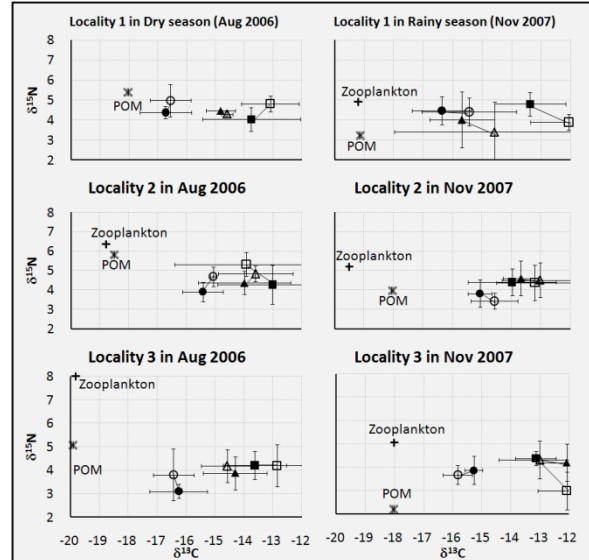 Locality 1 in Dry season (Aug 2006)
Locality 1 in Rainy season (Nov 2007)
8
7
6
5
4
3
2
δ15N
POM
Zooplankton
POM
Locality 2 in Aug 2006
Locality 2 in Nov 2007
8
7
6
5
4
3
2
δ15N
Zooplankton
POM
Zooplankton
POM
Locality 3 in Aug 2006
Locality 3 in Nov 2007
8
7
6
5
4
3
2
δ15N
Zooplankton
POM
Zooplankton
POM
-20 -19 -18 -17 -16 -15 -14 -13 -12
-20 -19 -18 -17 -16 -15 -14 -13 -12
δ13C
δ13C